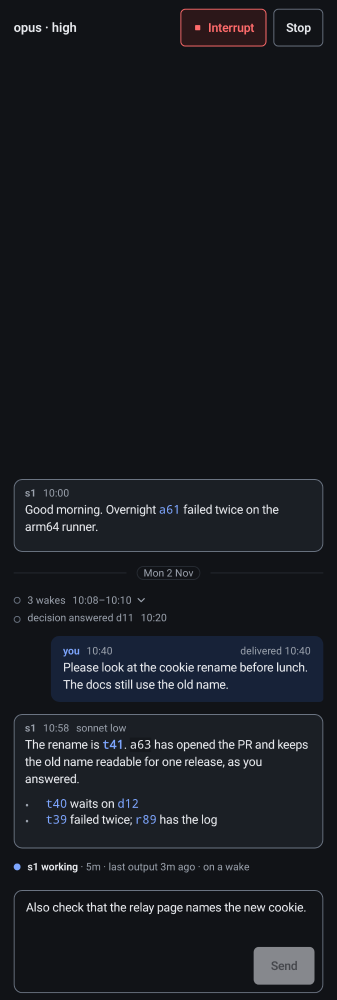 opus · high
Interrupt
Stop
s1 10:00
Good morning. Overnight a61 failed twice on the
arm64 runner.
Mon 2 Nov
3 wakes 10:08–10:10
decision answered d11 10:20
you 10:40 delivered 10:40
Please look at the cookie rename before lunch.
The docs still use the old name.
s1 10:58 sonnet low
The rename is t41. a63 has opened the PR and keeps
the old name readable for one release, as you
answered.
• t40 waits on d12
• t39 failed twice; r89 has the log
s1 working · 5m · last output 3m ago · on a wake
Also check that the relay page names the new cookie.
Send